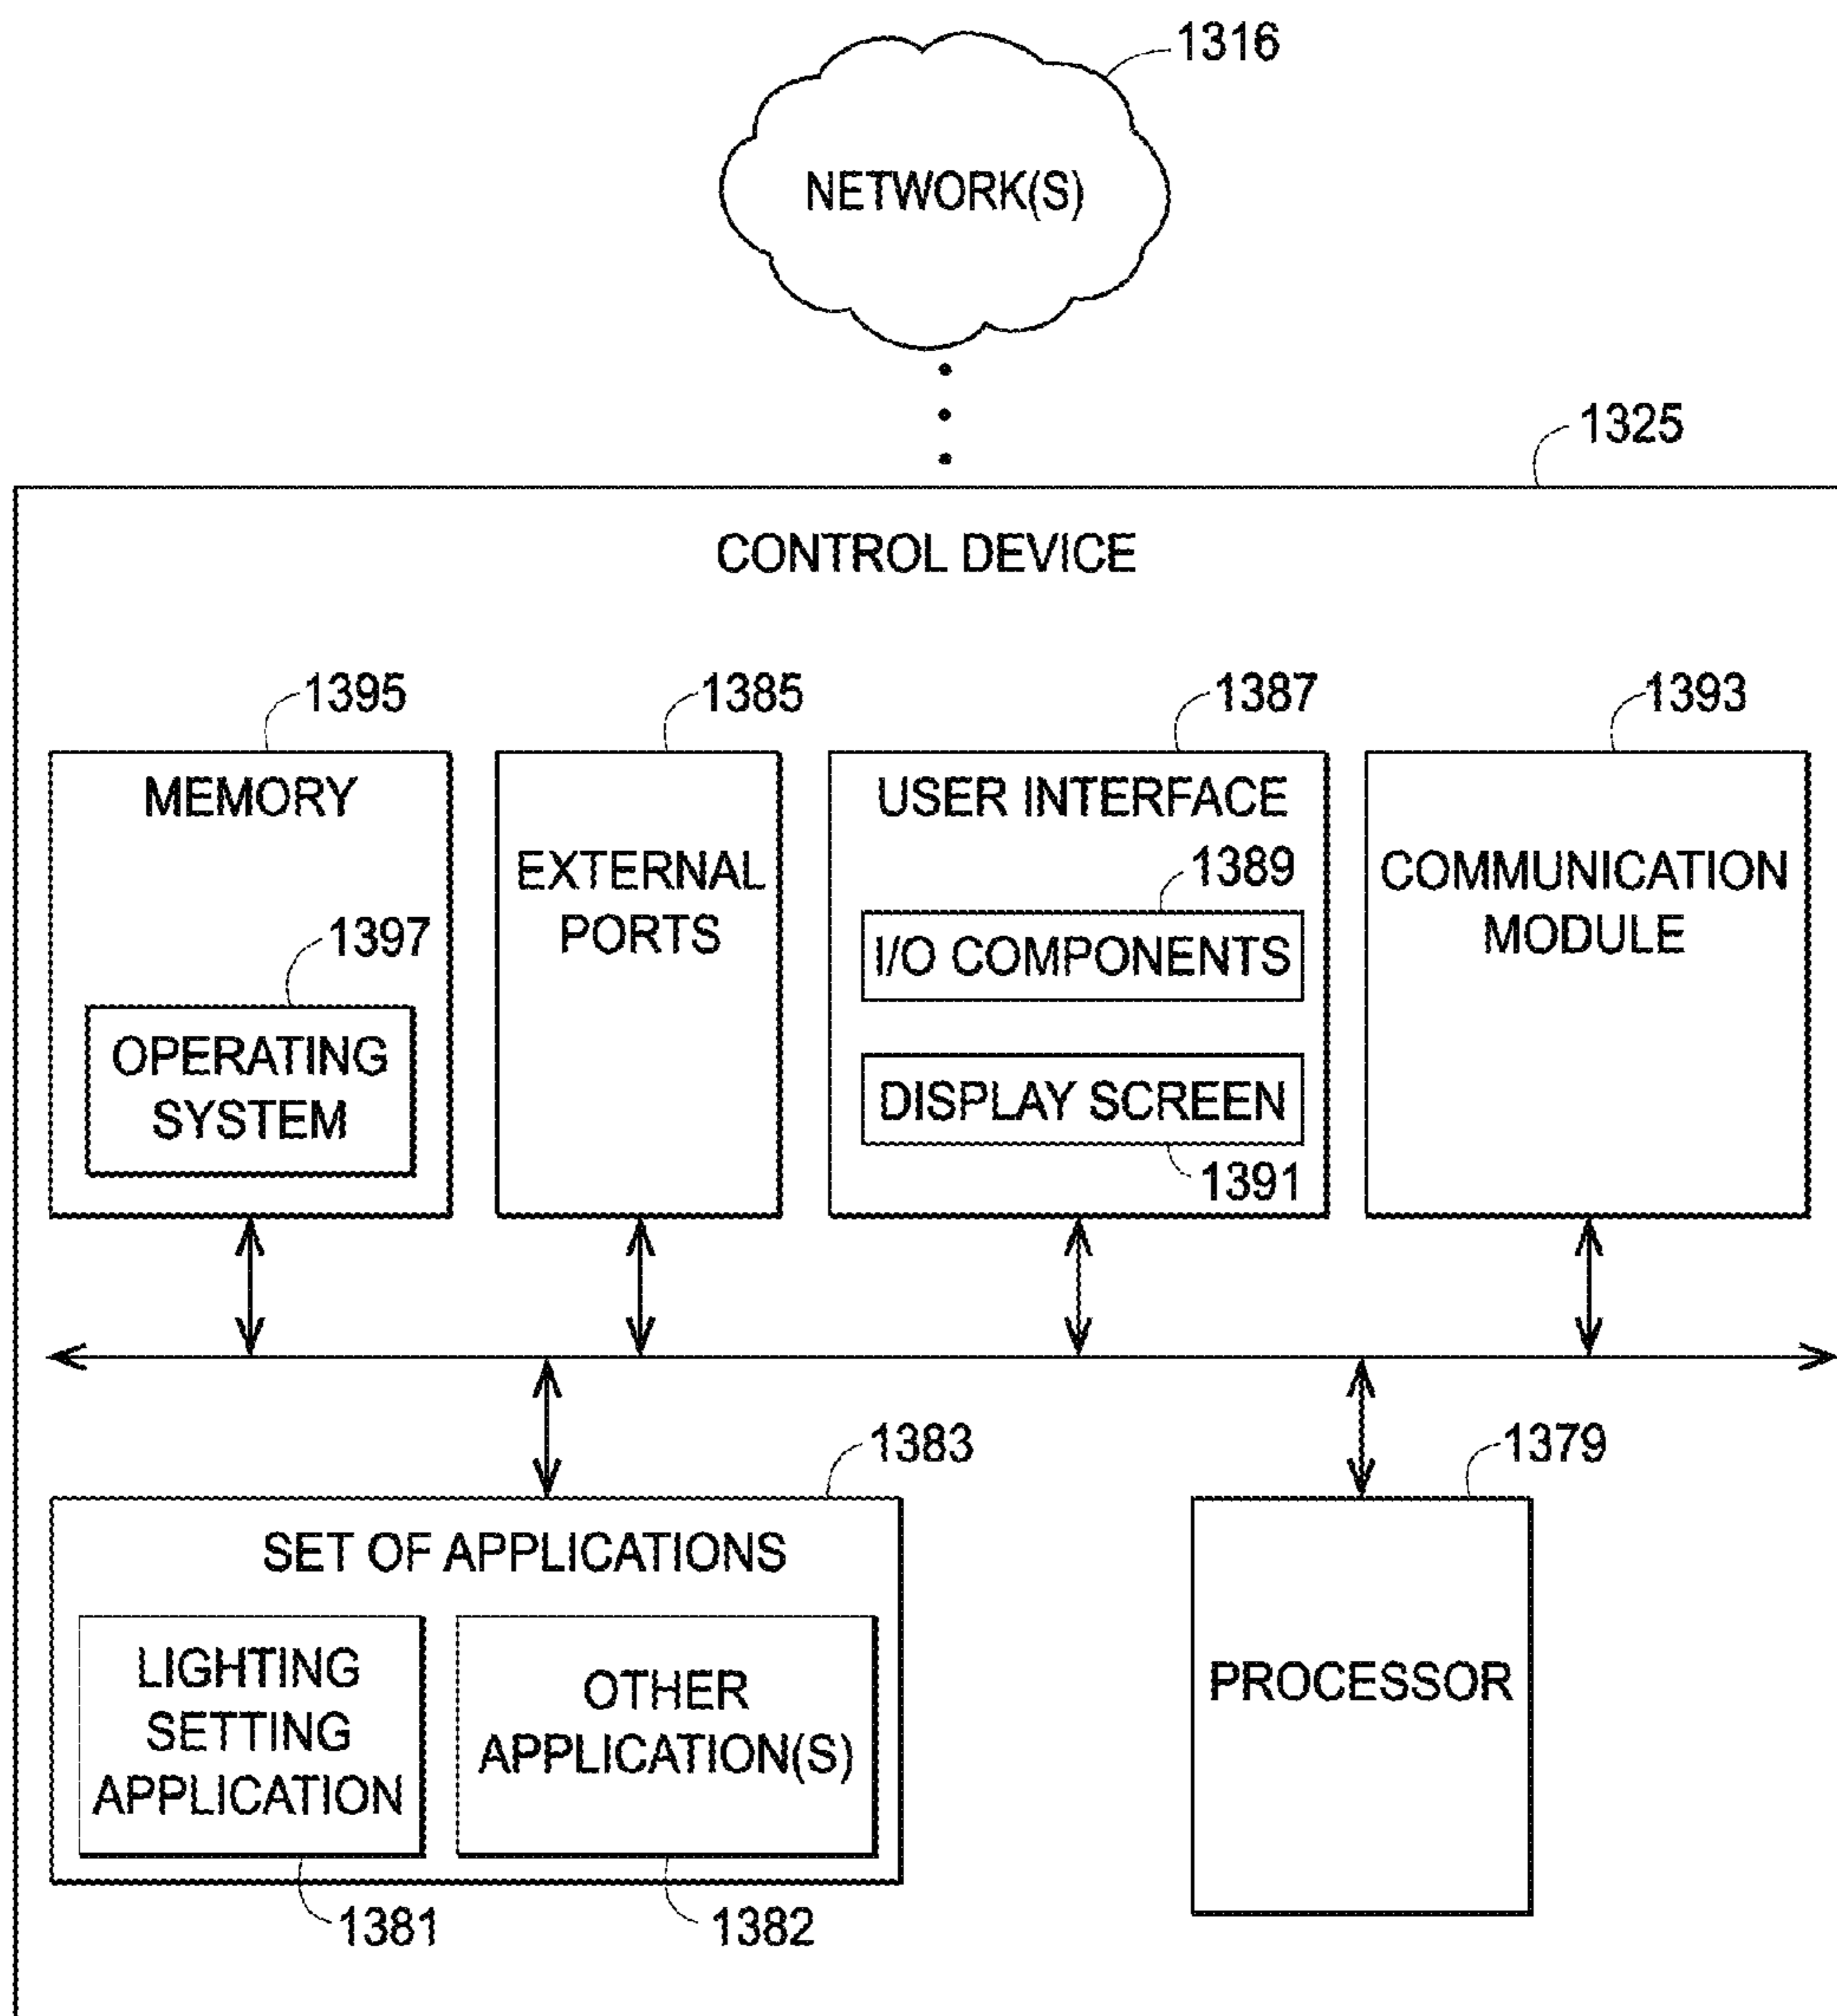 1316
NETWORK(S)
1325
CONTROL DEVICE
1395
1385
1387
1393
MEMORY
1397
OPERATING
SYSTEM
EXTERNAL
PORTS
USER INTERFACE
1389
I/O COMPONENTS
DISPLAY SCREEN
1391
COMMUNICATION
MODULE
1383
1379
SET OF APPLICATIONS
LIGHTING
SETTING
APPLICATION
OTHER
APPLICATION(S)
1381
1382
PROCESSOR